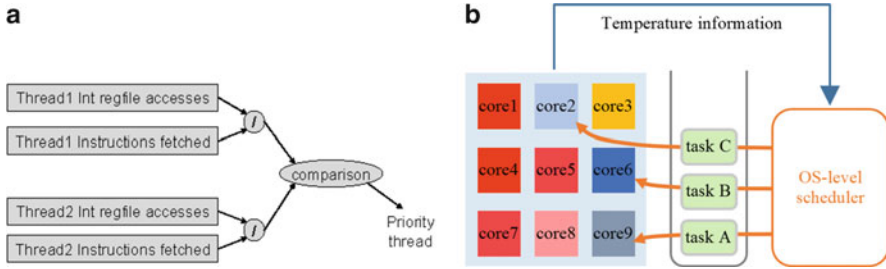 a
Thread1 Int regfile accesses
Thread1 Instructions fetched
/
comparison
Thread2 Int regfile accesses
Thread2 Instructions fetched
/
Priority
thread
b
Temperature information
core1 core2 core3
core4 core5 core6
core7 core8 core9
task C
task B
task A
OS-level
scheduler